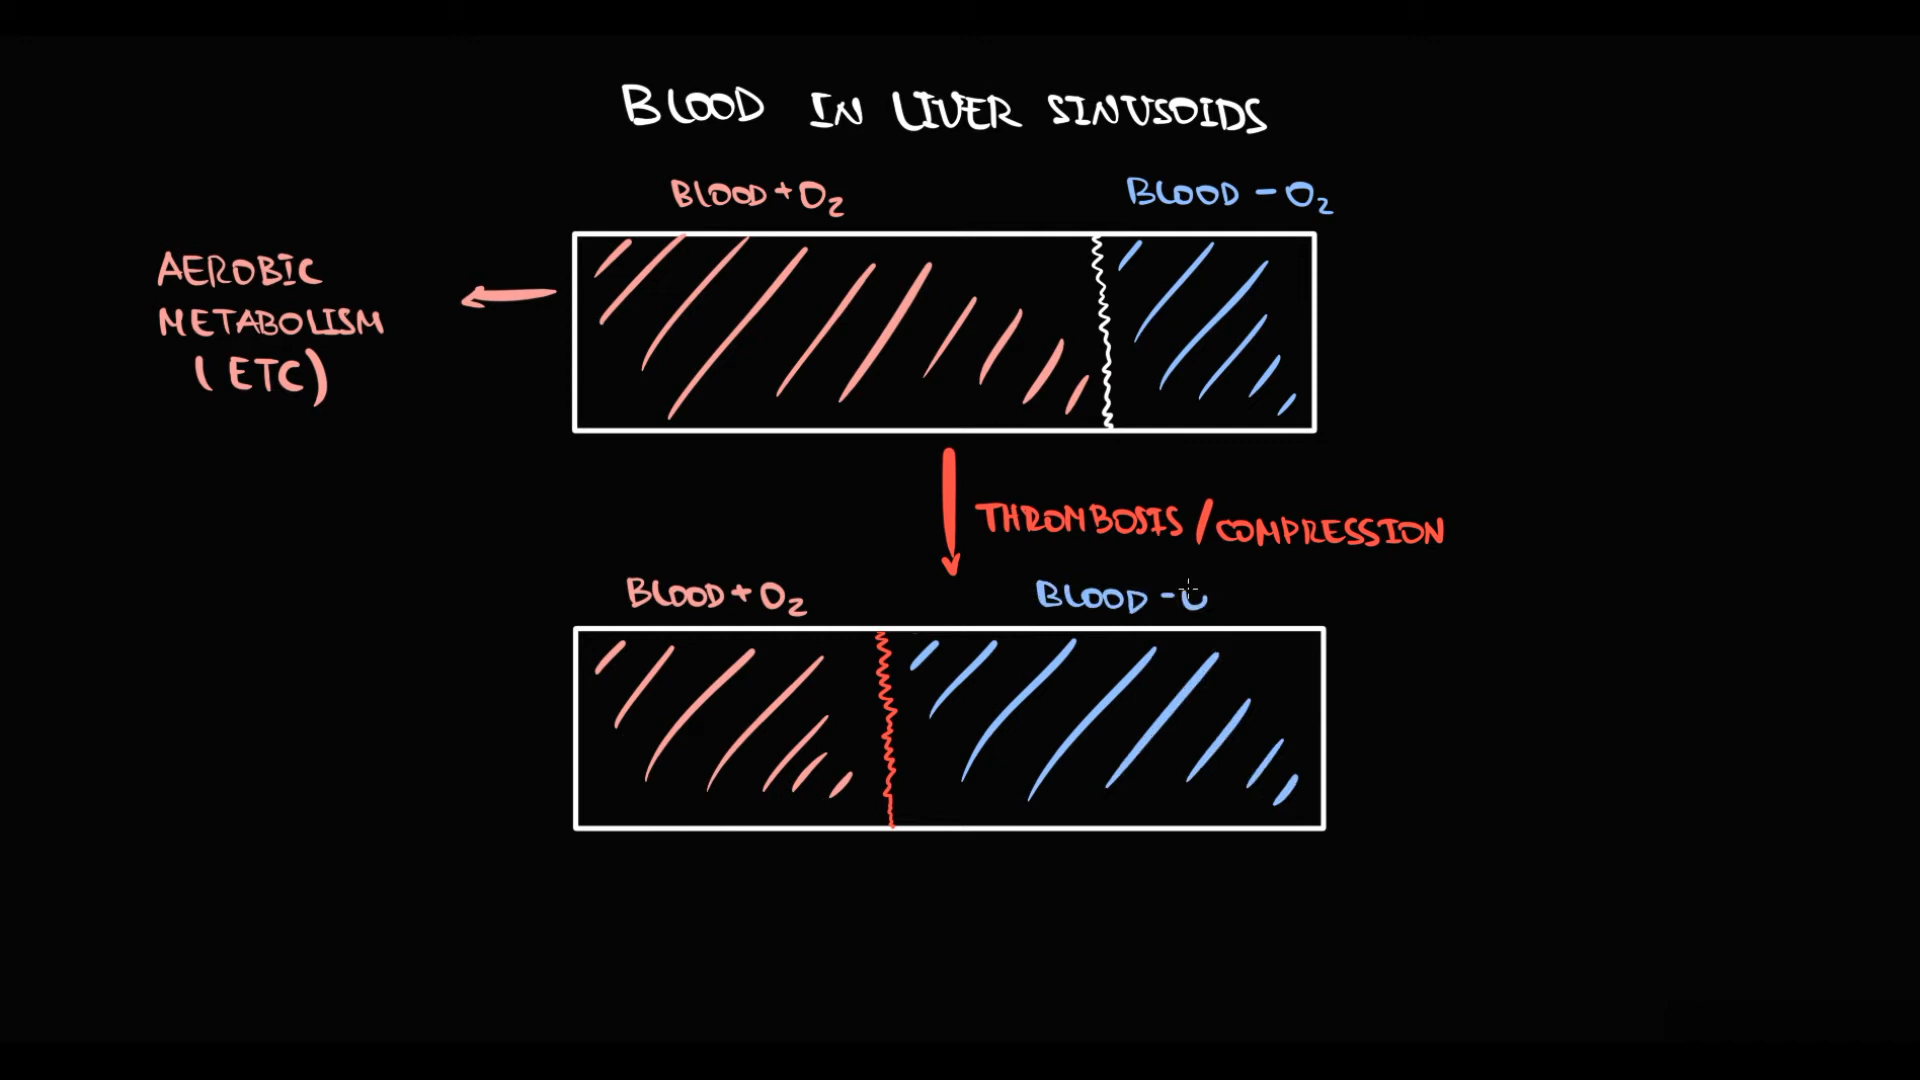 BLOOD IN LIVER SINUSOIDS
BLOOD + O2
BLOOD - O2
AEROBIC
METABOLISM
(ETC)
THROMBOSIS / COMPRESSION
BLOOD + O2
BLOOD -